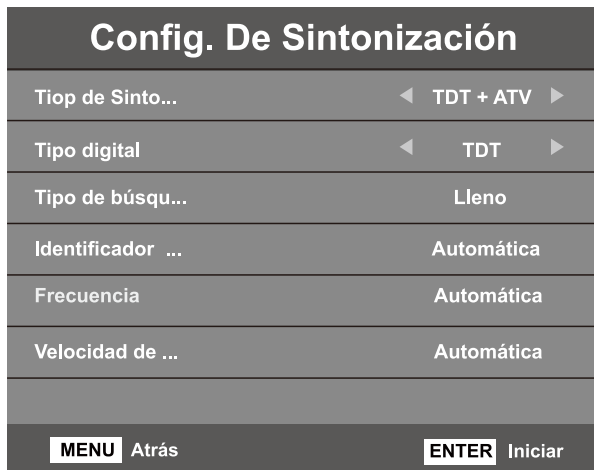 Config. De Sintonización
Tiop de Sinto... TDT + ATV
Tipo digital TDT
Tipo de búsqu... Lleno
Identificador ... Automática
Frecuencia Automática
Velocidad de ... Automática
MENU Atrás ENTER Iniciar